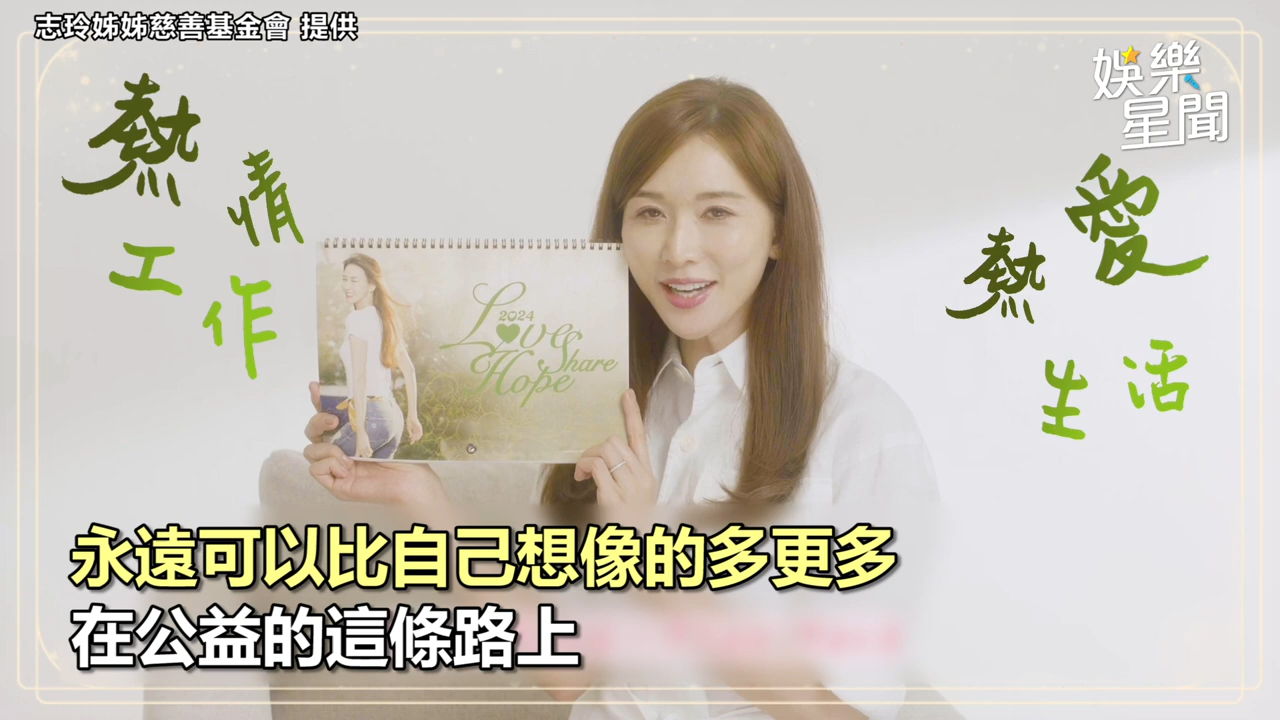 志玲姊姊慈善基金會 提供
娛樂
星聞
熱情
工作
熱愛
生活
2024
Love
Share
Hope
永遠可以比自己想像的多更多
在公益的這條路上